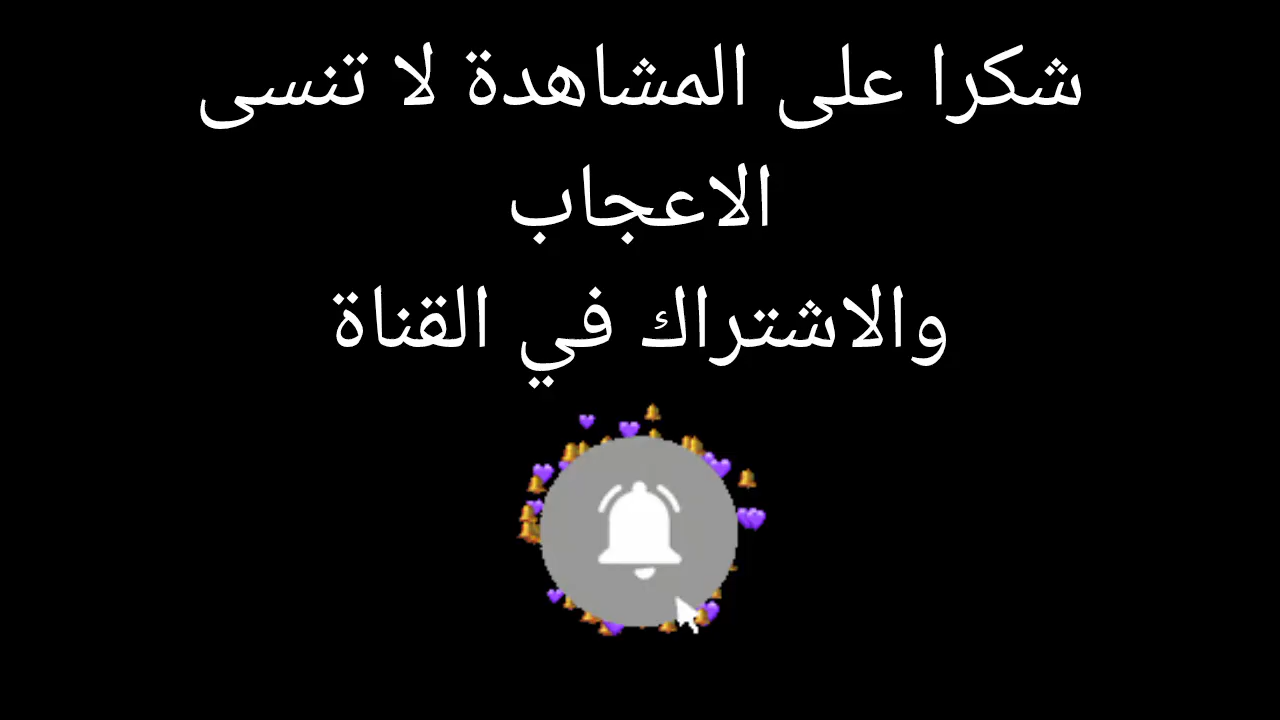 شكرا على المشاهدة لا تنسى
الاعجاب
والاشتراك في القناة